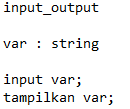 input_output
var : string
input var;
tampilkan var;